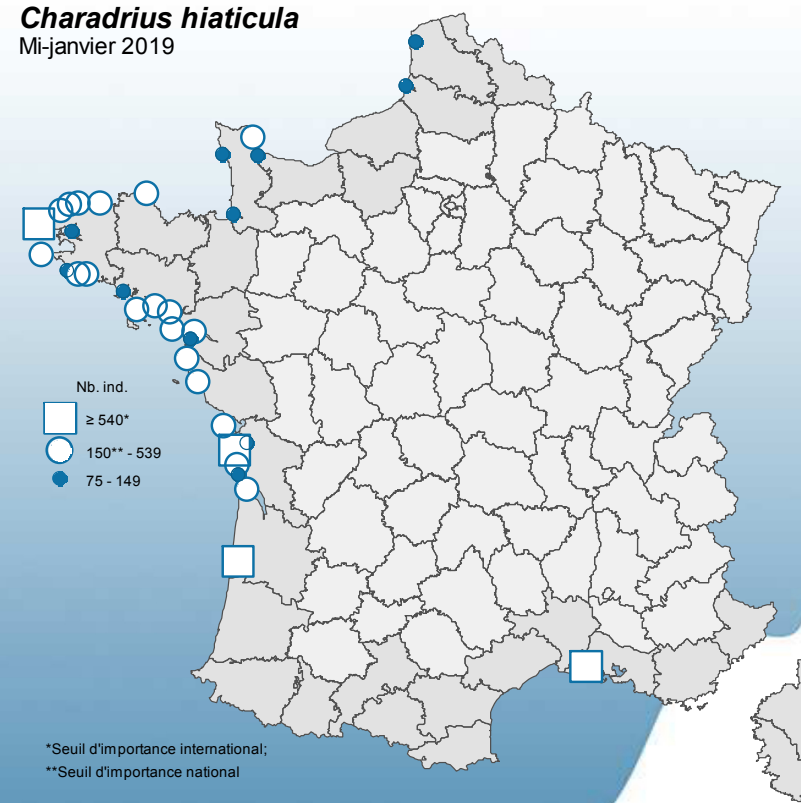 Charadrius hiaticula
Mi-janvier 2019
Nb. ind.
≥ 540*
150** - 539
75 - 149
*Seuil d'importance international;
**Seuil d'importance national